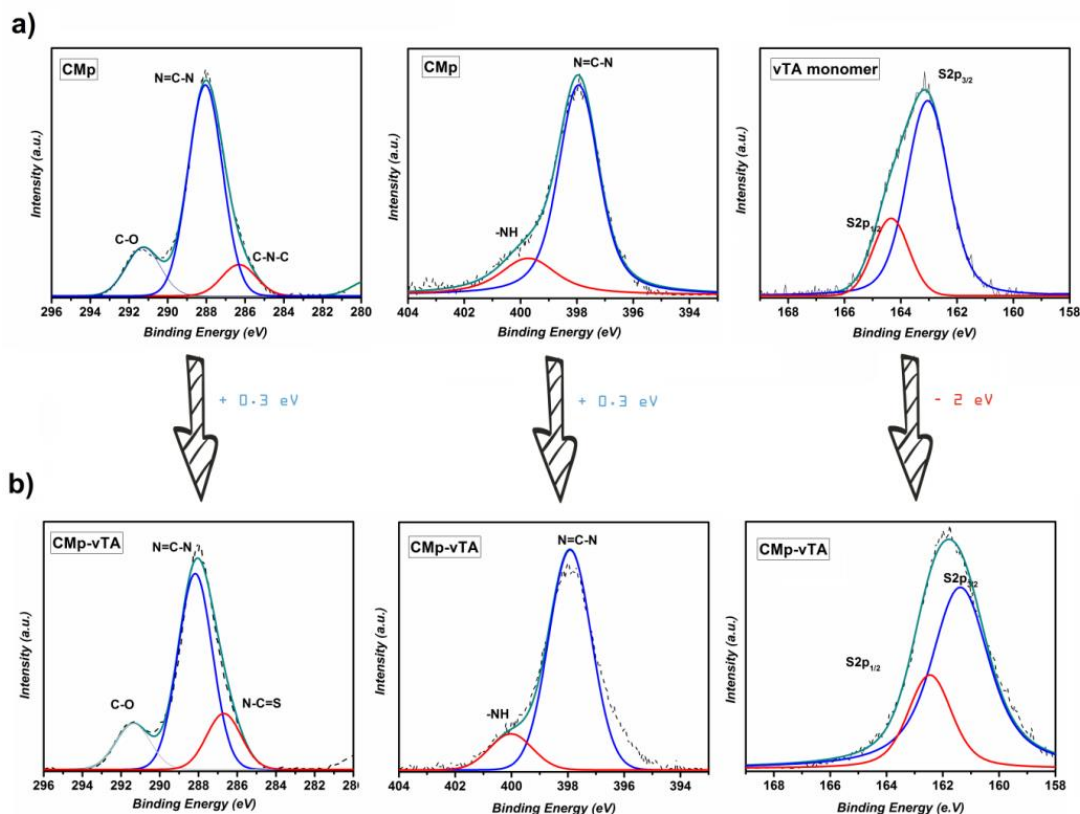 a)
CMp
N=C-N
C-O
C-N-C
Intensity (a.u.)
296 294 292 290 288 286 284 282 280
Binding Energy (eV)
CMp
N=C-N
-NH
Intensity (a.u.)
404 402 400 398 396 394
Binding Energy (eV)
vTA monomer
S2p3/2
S2p1/2
Intensity (a.u.)
168 166 164 162 160 158
Binding Energy (eV)
+ 0.3 eV
+ 0.3 eV
- 2 eV
b)
CMp-vTA
N=C-N
C-O
N-C=S
Intensity (a.u.)
296 294 292 290 288 286 284 282 28
Binding Energy (eV)
CMp-vTA
N=C-N
-NH
Intensity (a.u.)
404 402 400 398 396 394
Binding Energy (eV)
CMp-vTA
S2p3/2
S2p1/2
Intensity (a.u.)
168 166 164 162 160 158
Binding Energy (e.V)